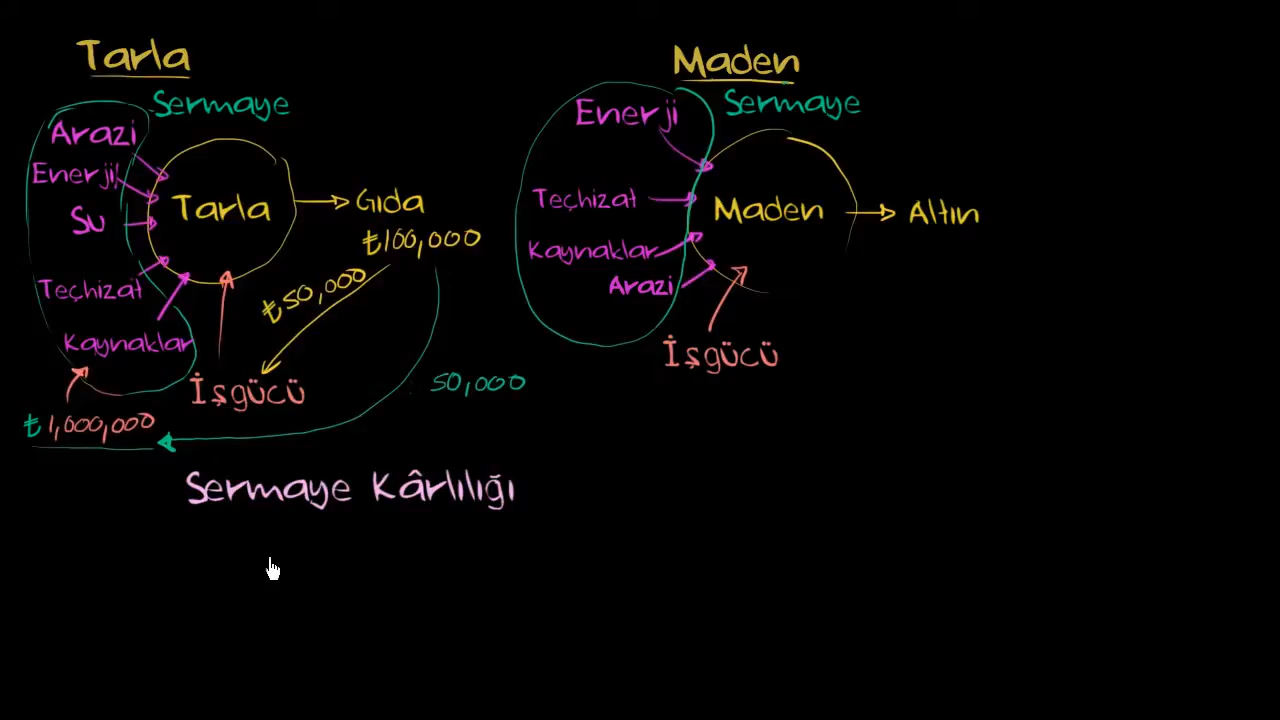 Tarla
Sermaye
Arazi
Enerji
Su
Teçhizat
Kaynaklar
Tarla
Gıda
₺100,000
₺50,000
İşgücü
50,000
₺1,000,000
Sermaye Kârlılığı
Maden
Sermaye
Enerji
Teçhizat
Kaynaklar
Arazi
Maden
Altın
İşgücü